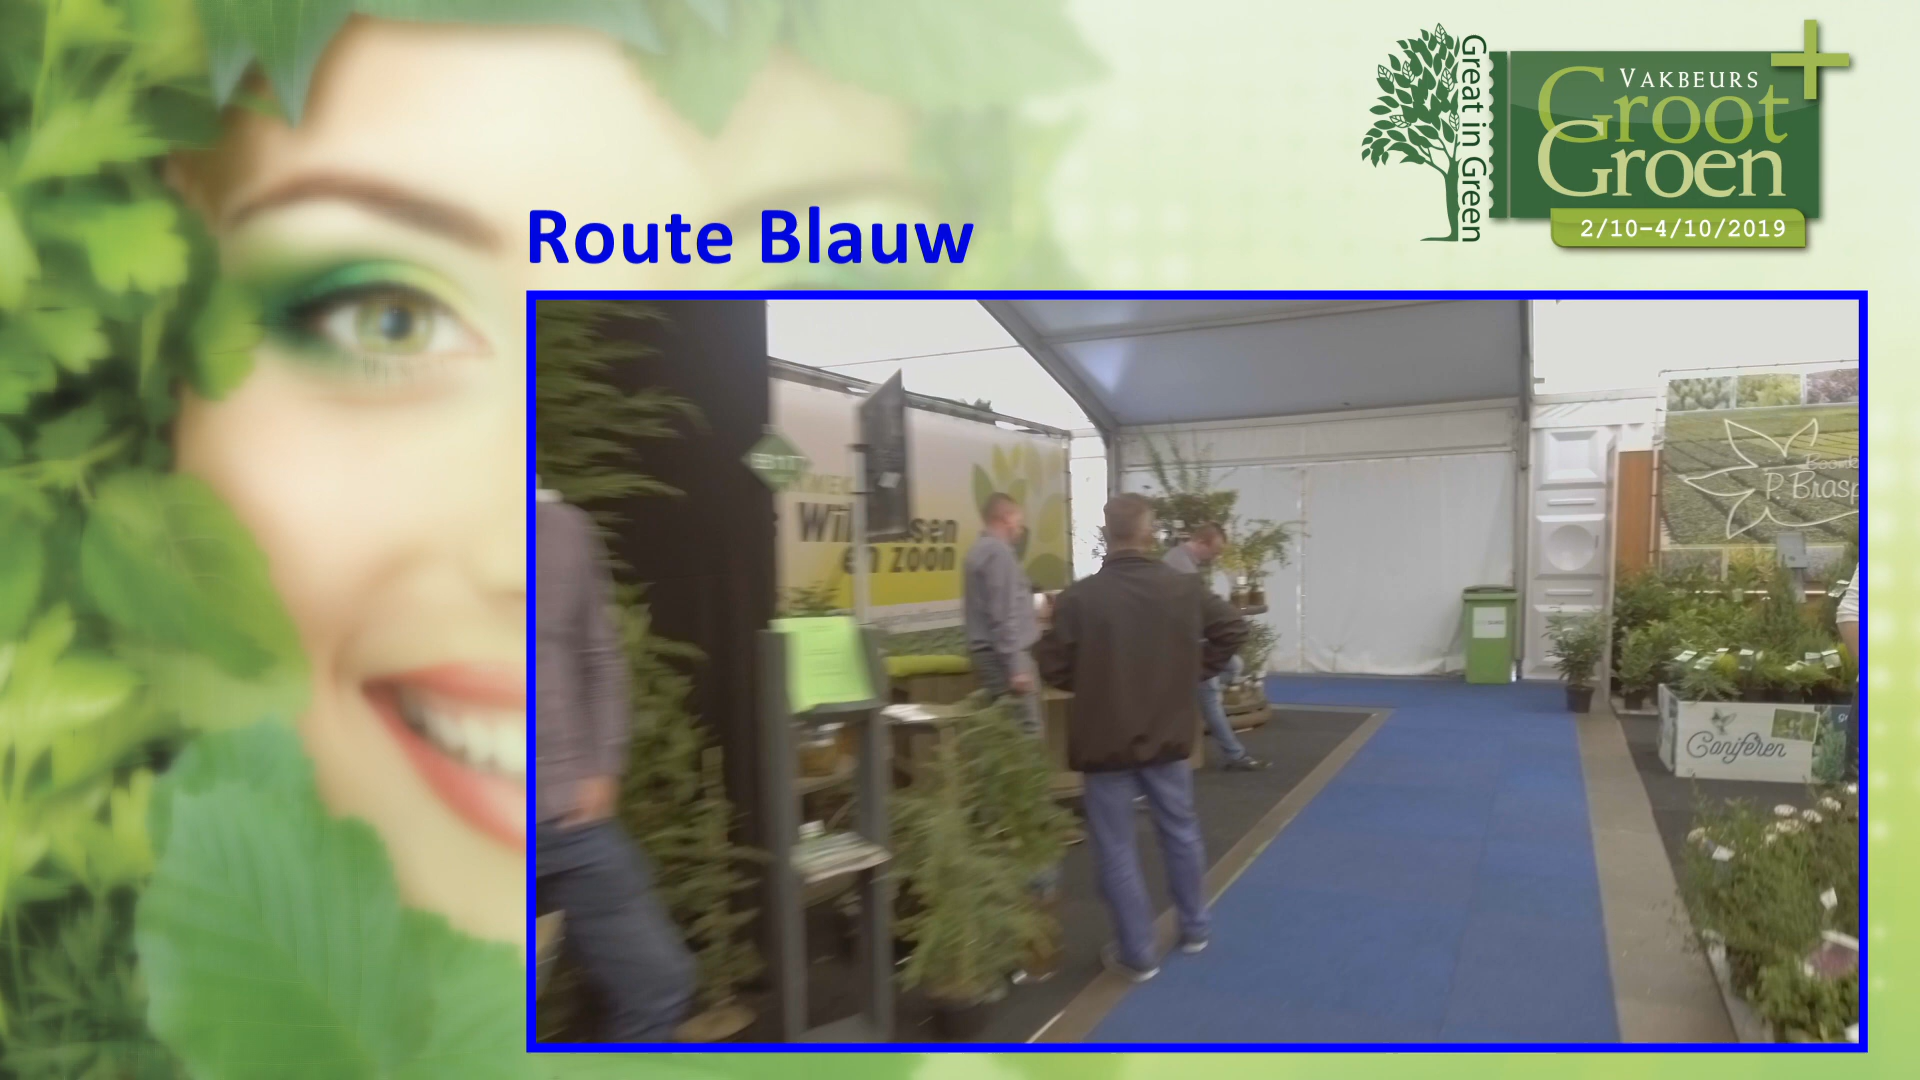 Great in Green
VAKBEURS
Groot
Groen
2/10-4/10/2019
Route Blauw
en zoon
P. Brasp
Coniferen